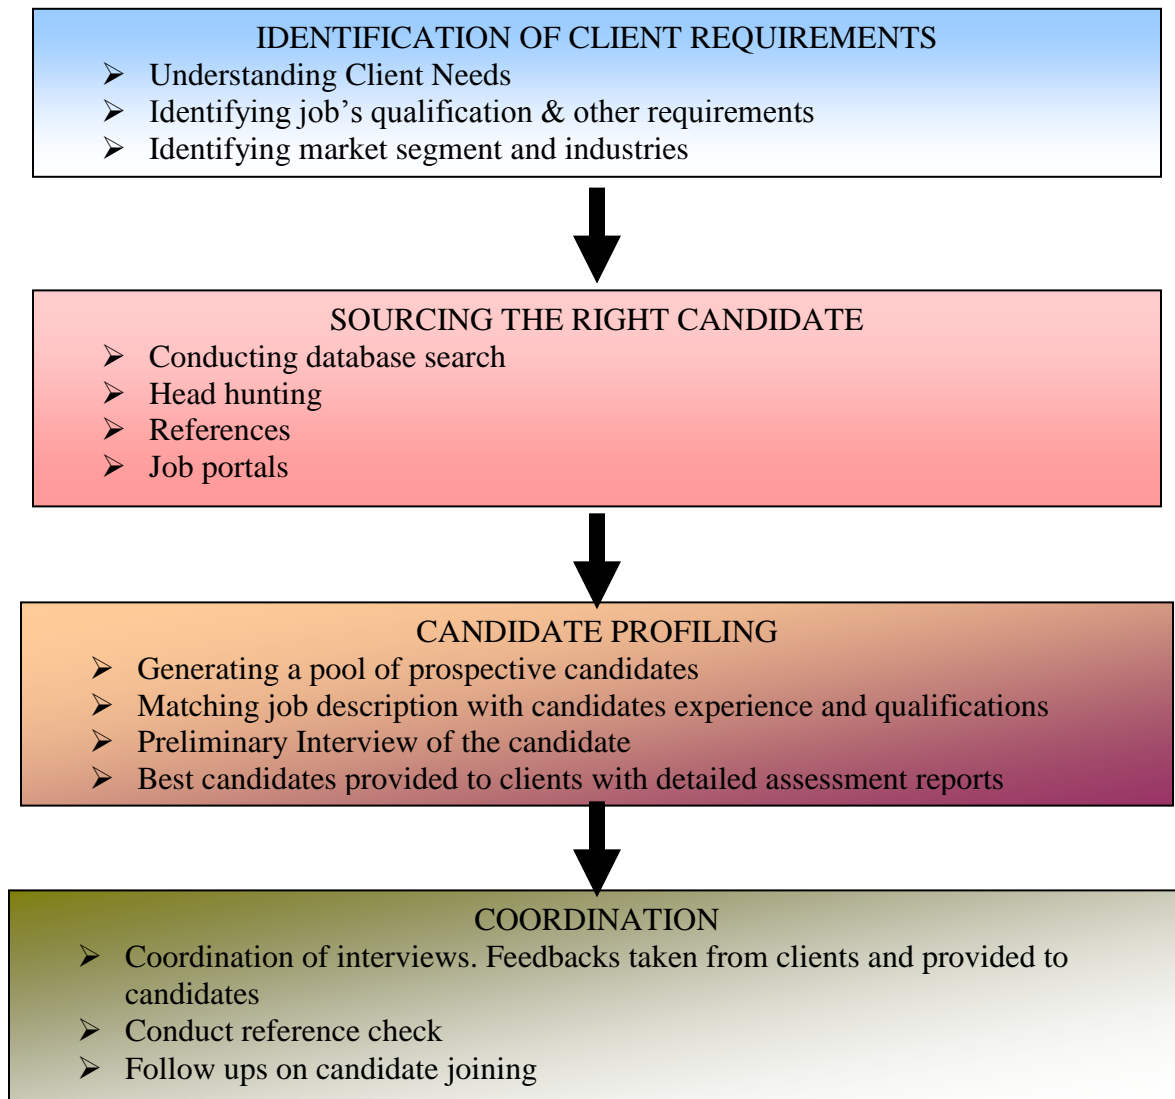 IDENTIFICATION OF CLIENT REQUIREMENTS
➢ Understanding Client Needs
➢ Identifying job’s qualification & other requirements
➢ Identifying market segment and industries
SOURCING THE RIGHT CANDIDATE
➢ Conducting database search
➢ Head hunting
➢ References
➢ Job portals
CANDIDATE PROFILING
➢ Generating a pool of prospective candidates
➢ Matching job description with candidates experience and qualifications
➢ Preliminary Interview of the candidate
➢ Best candidates provided to clients with detailed assessment reports
COORDINATION
➢ Coordination of interviews. Feedbacks taken from clients and provided to
candidates
➢ Conduct reference check
➢ Follow ups on candidate joining